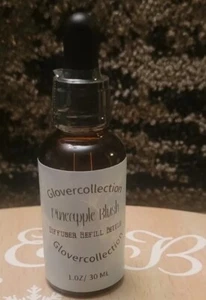 Glovercollection
Pineapple Blush
DIFFUSER REFILL BOTTLE
Glovercollection
1.OZ/ 30 ML
E B